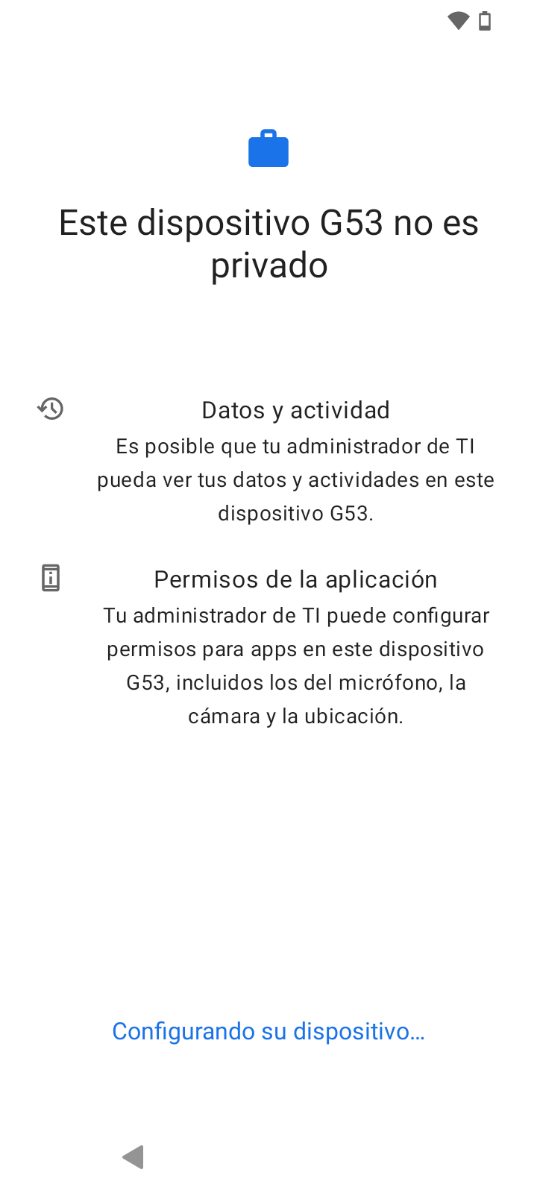 Este dispositivo G53 no es
privado
Datos y actividad
Es posible que tu administrador de TI
pueda ver tus datos y actividades en este
dispositivo G53.
Permisos de la aplicación
Tu administrador de TI puede configurar
permisos para apps en este dispositivo
G53, incluidos los del micrófono, la
cámara y la ubicación.
Configurando su dispositivo…